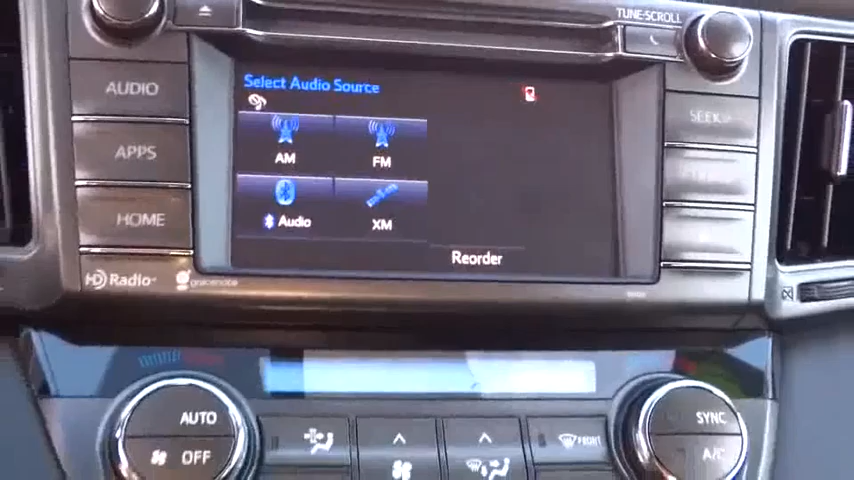 TUNE·SCROLL
AUDIO
Select Audio Source
SEEK
APPS
AM
FM
HOME
Audio
XM
Reorder
HD Radio
gracenote
AUTO
OFF
FRONT
SYNC
A/C